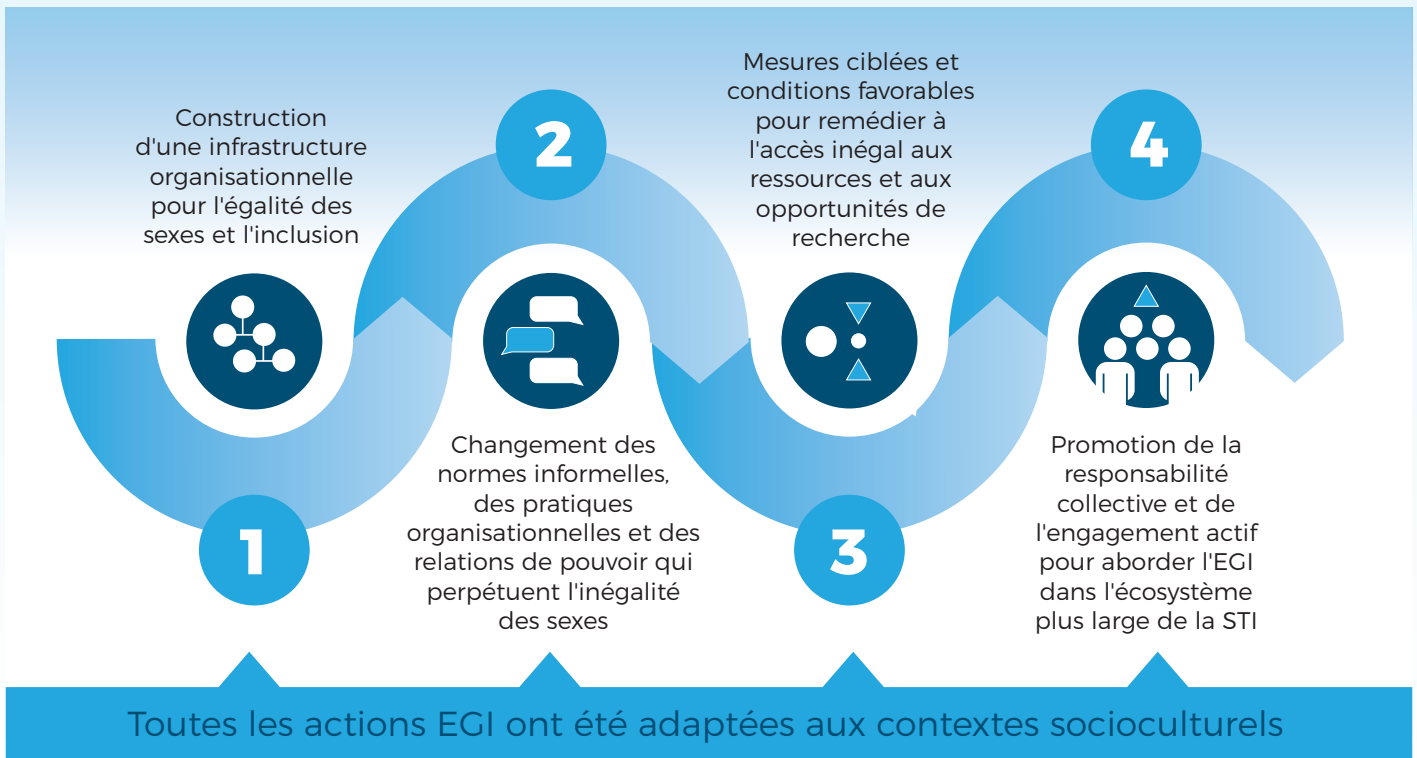 Construction
d'une infrastructure
organisationnelle
pour l'égalité des
sexes et l'inclusion
1
2
Changement des
normes informelles,
des pratiques
organisationnelles et des
relations de pouvoir qui
perpétuent l'inégalité
des sexes
Mesures ciblées et
conditions favorables
pour remédier à
l'accès inégal aux
ressources et aux
opportunités de
recherche
3
4
Promotion de la
responsabilité
collective et de
l'engagement actif
pour aborder l'EGI
dans l'écosystème
plus large de la STI
Toutes les actions EGI ont été adaptées aux contextes socioculturels